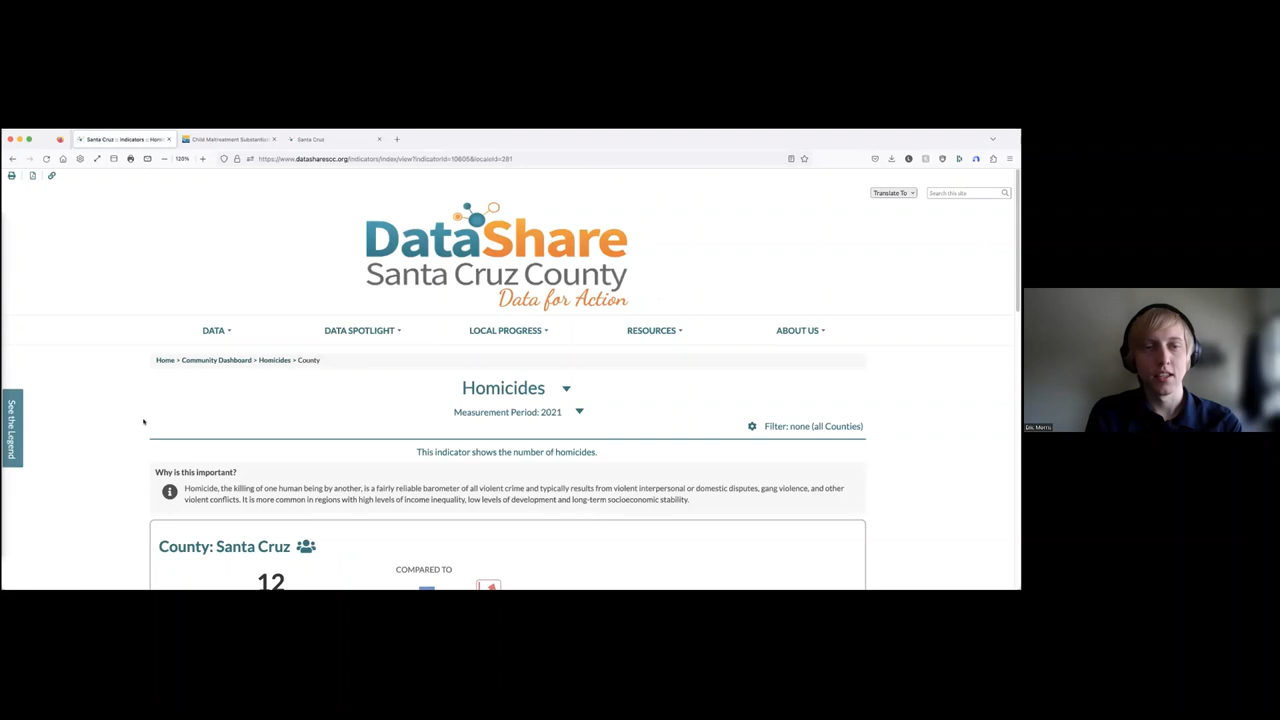 Santa Cruz :: Indicators :: Homic
Child Maltreatment Substantiat
Santa Cruz
120%
https://www.datasharescc.org/indicators/index/view?indicatorId=10605&localeId=281
Translate To
Search this site
DataShare
Santa Cruz County
Data for Action
DATA
DATA SPOTLIGHT
LOCAL PROGRESS
RESOURCES
ABOUT US
Home > Community Dashboard > Homicides > County
Homicides
Measurement Period: 2021
Filter: none (all Counties)
See the Legend
This indicator shows the number of homicides.
Why is this important?
Homicide, the killing of one human being by another, is a fairly reliable barometer of all violent crime and typically results from violent interpersonal or domestic disputes, gang violence, and other
violent conflicts. It is more common in regions with high levels of income inequality, low levels of development and long-term socioeconomic stability.
County: Santa Cruz
COMPARED TO
12
Morris